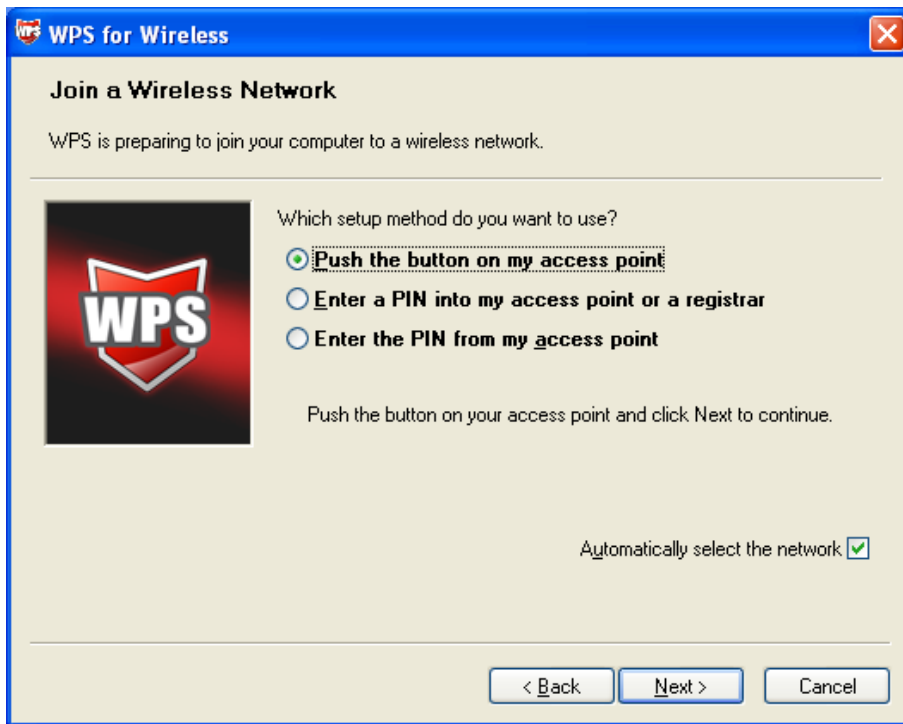 WPS WPS for Wireless
Join a Wireless Network
WPS is preparing to join your computer to a wireless network.
WPS
Which setup method do you want to use?
Push the button on my access point
Enter a PIN into my access point or a registrar
Enter the PIN from my access point
Push the button on your access point and click Next to continue.
Automatically select the network
< Back
Next >
Cancel